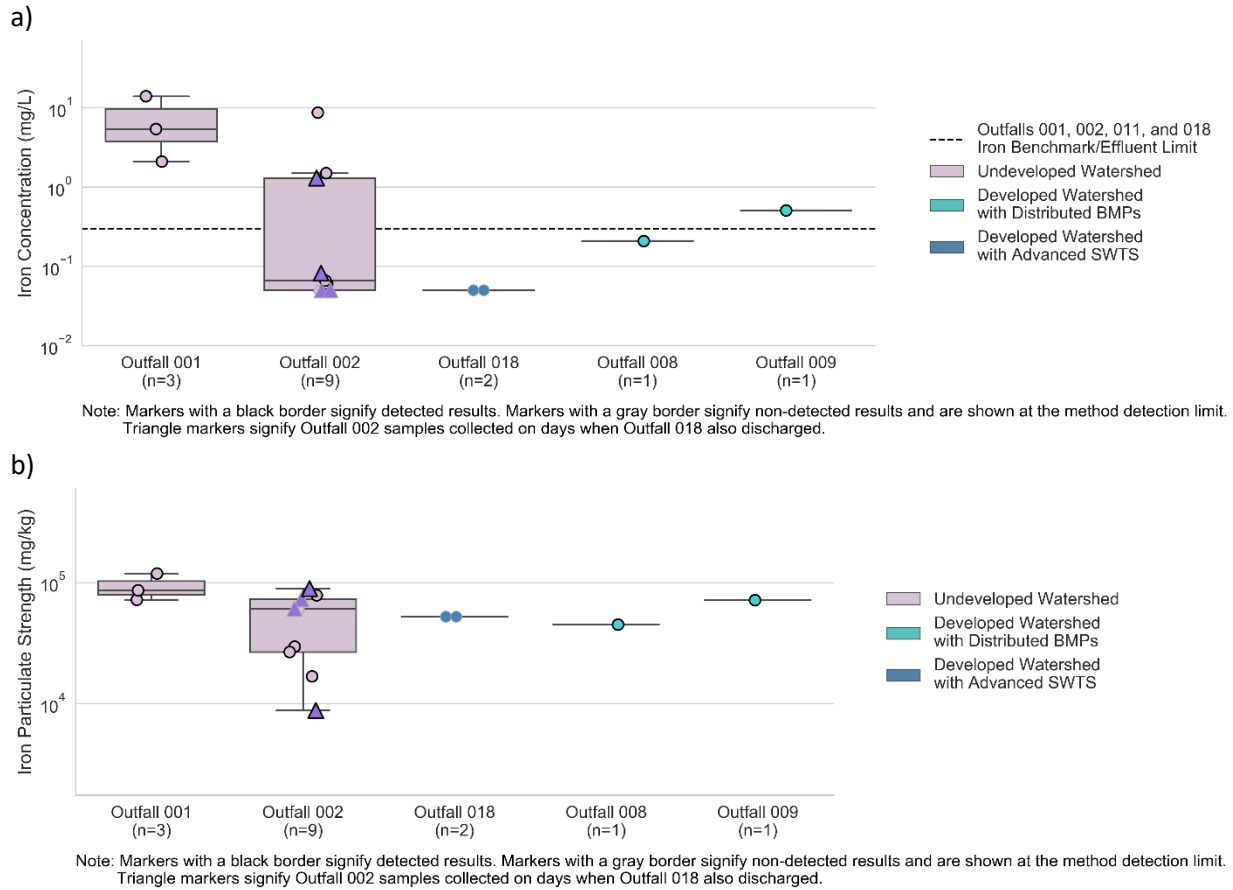 a)
Iron Concentration (mg/L)
10¹
10⁰
10⁻¹
10⁻²
Outfall 001
(n=3)
Outfall 002
(n=9)
Outfall 018
(n=2)
Outfall 008
(n=1)
Outfall 009
(n=1)
Outfalls 001, 002, 011, and 018
Iron Benchmark/Effluent Limit
Undeveloped Watershed
Developed Watershed
with Distributed BMPs
Developed Watershed
with Advanced SWTS
Note: Markers with a black border signify detected results. Markers with a gray border signify non-detected results and are shown at the method detection limit.
Triangle markers signify Outfall 002 samples collected on days when Outfall 018 also discharged.
b)
Iron Particulate Strength (mg/kg)
10⁵
10⁴
Outfall 001
(n=3)
Outfall 002
(n=9)
Outfall 018
(n=2)
Outfall 008
(n=1)
Outfall 009
(n=1)
Undeveloped Watershed
Developed Watershed
with Distributed BMPs
Developed Watershed
with Advanced SWTS
Note: Markers with a black border signify detected results. Markers with a gray border signify non-detected results and are shown at the method detection limit.
Triangle markers signify Outfall 002 samples collected on days when Outfall 018 also discharged.